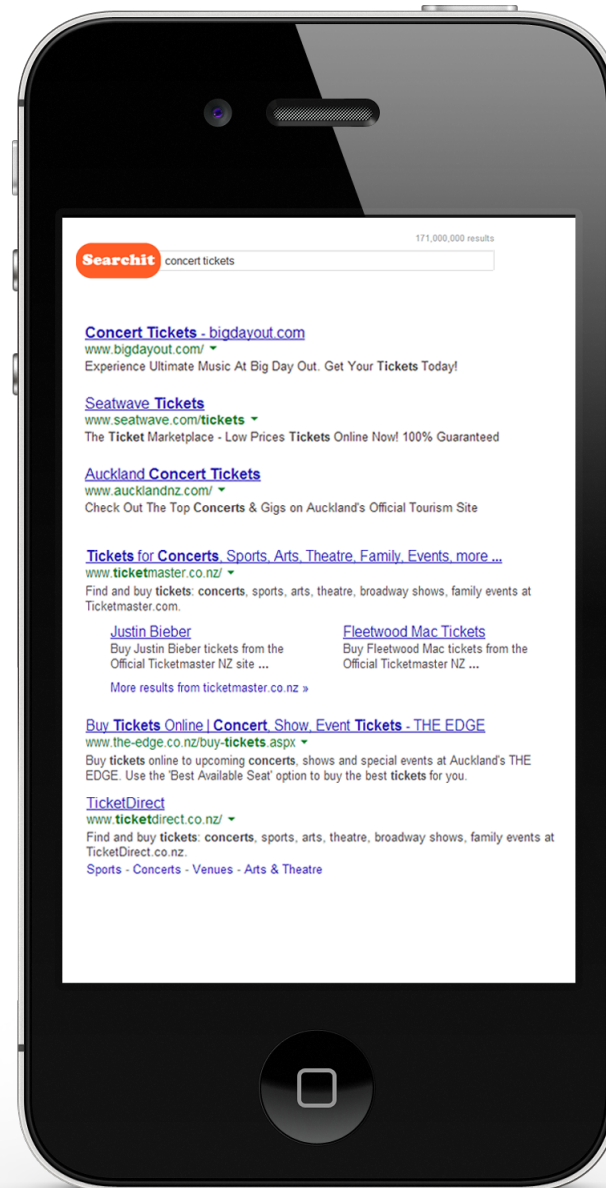 171,000,000 results
Searchit concert tickets
Concert Tickets - bigdayout.com
www.bigdayout.com/
Experience Ultimate Music At Big Day Out. Get Your Tickets Today!
Seatwave Tickets
www.seatwave.com/tickets
The Ticket Marketplace - Low Prices Tickets Online Now! 100% Guaranteed
Auckland Concert Tickets
www.aucklandnz.com/
Check Out The Top Concerts & Gigs on Auckland's Official Tourism Site
Tickets for Concerts, Sports, Arts, Theatre, Family, Events, more ...
www.ticketmaster.co.nz/
Find and buy tickets: concerts, sports, arts, theatre, broadway shows, family events at
Ticketmaster.com.
Justin Bieber
Buy Justin Bieber tickets from the
Official Ticketmaster NZ site ...
Fleetwood Mac Tickets
Buy Fleetwood Mac tickets from the
Official Ticketmaster NZ ...
More results from ticketmaster.co.nz »
Buy Tickets Online | Concert, Show, Event Tickets - THE EDGE
www.the-edge.co.nz/buy-tickets.aspx
Buy tickets online to upcoming concerts, shows and special events at Auckland's THE
EDGE. Use the 'Best Available Seat' option to buy the best tickets for you.
TicketDirect
www.ticketdirect.co.nz/
Find and buy tickets: concerts, sports, arts, theatre, broadway shows, family events at
TicketDirect.co.nz.
Sports - Concerts - Venues - Arts & Theatre